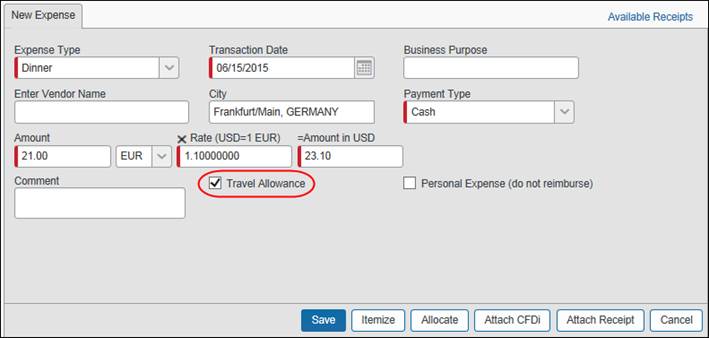 New Expense
Available Receipts
Expense Type
Transaction Date
Business Purpose
Dinner
06/15/2015
Enter Vendor Name
City
Payment Type
Frankfurt/Main, GERMANY
Cash
Amount
Rate (USD=1 EUR)
=Amount in USD
21.00
EUR
1.10000000
23.10
Comment
Travel Allowance
Personal Expense (do not reimburse)
Save
Itemize
Allocate
Attach CFDi
Attach Receipt
Cancel